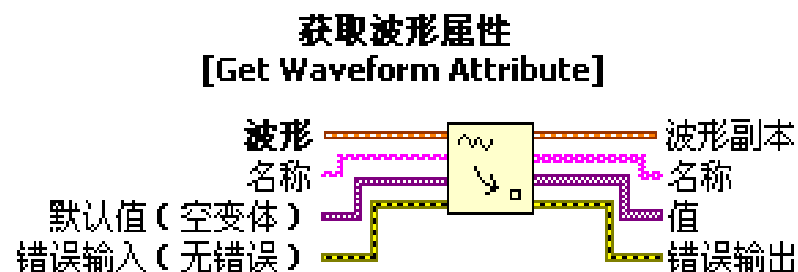 获取波形属性
[Get Waveform Attribute]
波形
名称
默认值(空变体)
错误输入(无错误)
波形副本
名称
值
错误输出